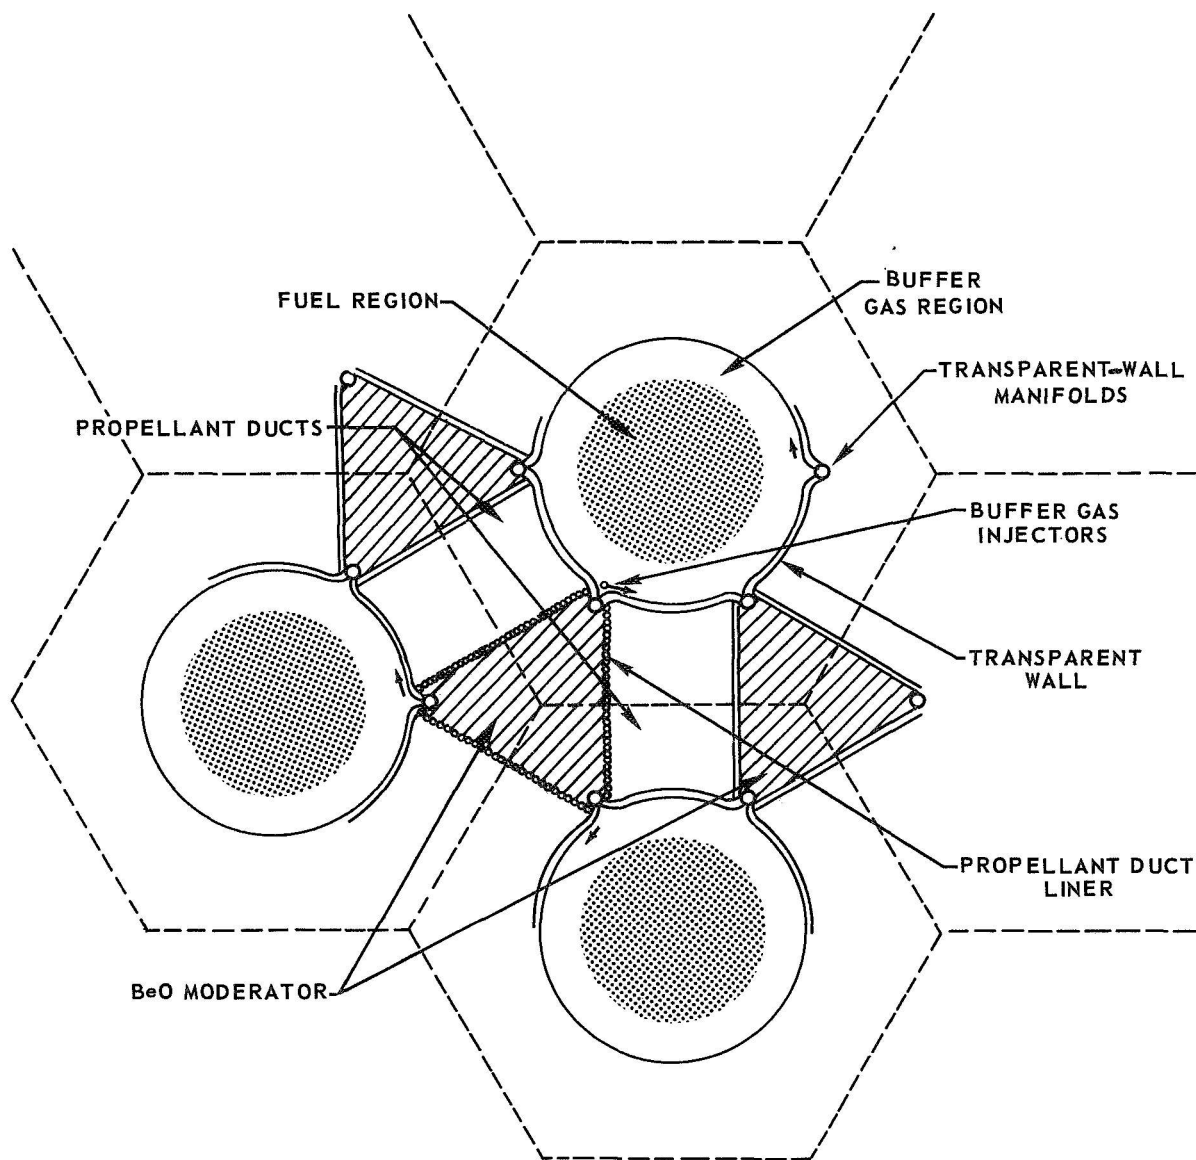 BUFFER
GAS REGION
FUEL REGION
TRANSPARENT-WALL
MANIFOLDS
PROPELLANT DUCTS
BUFFER GAS
INJECTORS
TRANSPARENT
WALL
PROPELLANT DUCT
LINER
BeO MODERATOR